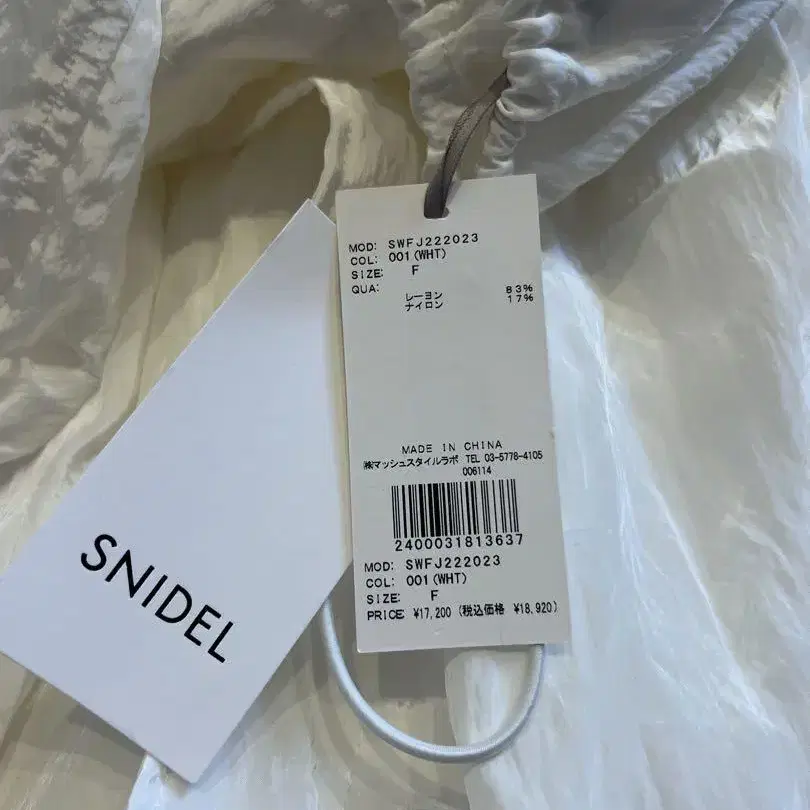 MOD: SWFJ222023
COL: 001(WHT)
SIZE: F
QUA:
レーヨン 83%
ナイロン 17%
MADE IN CHINA
㈱マッシュスタイルラボ TEL 03-5778-4105
006114
2400031813637
MOD: SWFJ222023
COL: 001(WHT)
SIZE: F
PRICE ¥17,200 (税込価格 ¥18,920)
SNIDEL